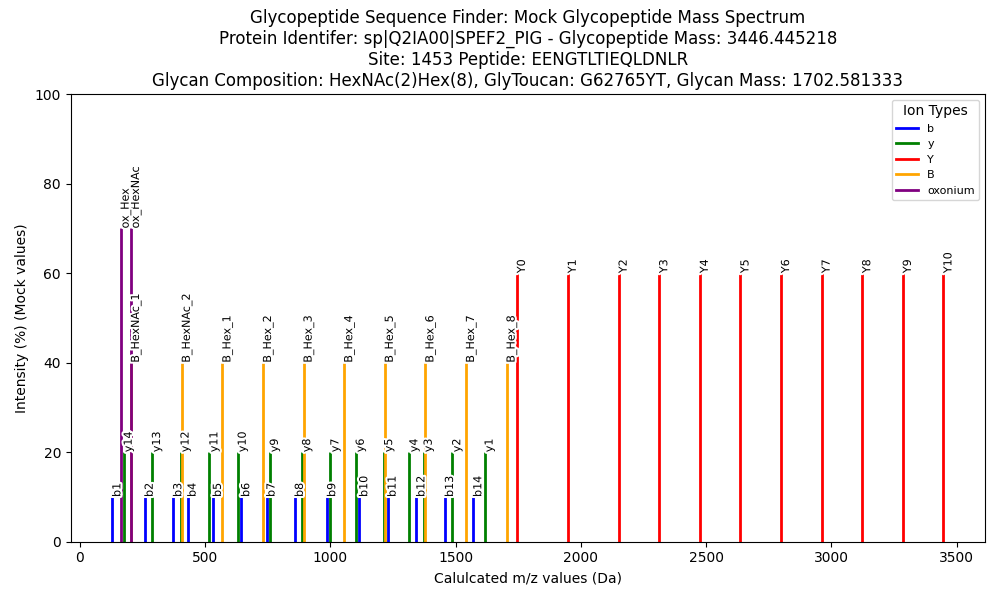 Glycopeptide Sequence Finder: Mock Glycopeptide Mass Spectrum
Protein Identifer: sp|Q2IA00|SPEF2_PIG - Glycopeptide Mass: 3446.445218
Site: 1453 Peptide: EENGTLTIEQLDNLR
Glycan Composition: HexNAc(2)Hex(8), GlyToucan: G62765YT, Glycan Mass: 1702.581333
Intensity (%) (Mock values)
100
80
60
40
20
0
Ion Types
b
y
Y
B
oxonium
ox_Hex
ox_HexNAc
Y0
Y1
Y2
Y3
Y4
Y5
Y6
Y7
Y8
Y9
Y10
B_HexNAc_1
B_HexNAc_2
B_Hex_1
B_Hex_2
B_Hex_3
B_Hex_4
B_Hex_5
B_Hex_6
B_Hex_7
B_Hex_8
y14
y13
y12
y11
y10
y9
y8
y7
y6
y5
y4
y3
y2
y1
b1
b2
b3
b4
b5
b6
b7
b8
b9
b10
b11
b12
b13
b14
0
500
1000
1500
2000
2500
3000
3500
Calulcated m/z values (Da)